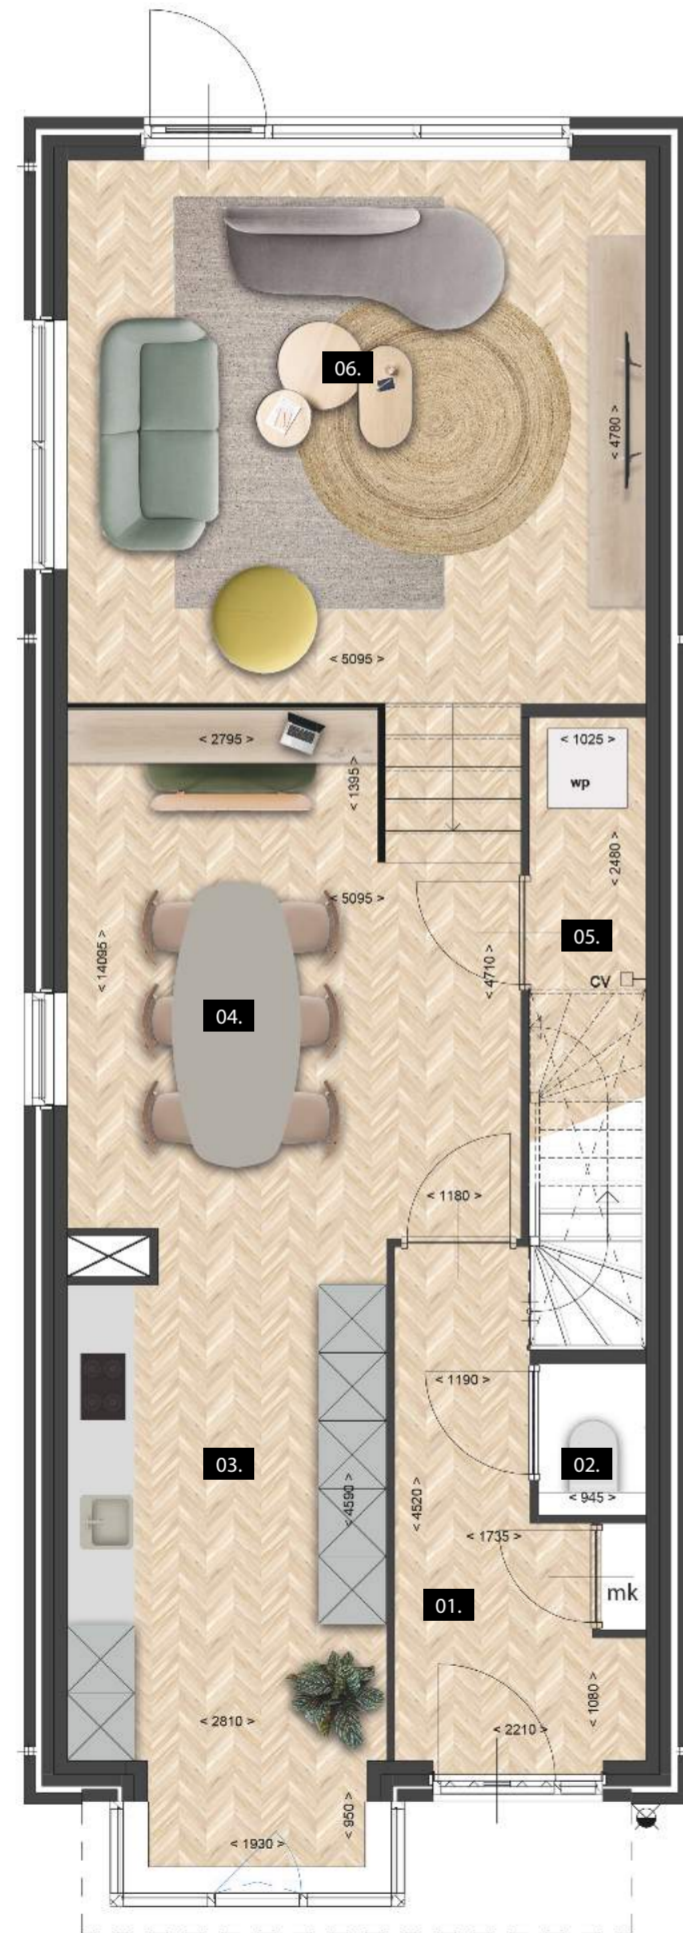 06.
< 4780 >
< 5095 >
< 2795 >
< 1025 >
wp
< 1395 >
< 2480 >
< 5095 >
05.
< 14095 >
< 4710 >
CV
04.
< 1180 >
< 1190 >
03.
02.
< 4590 >
< 4520 >
< 945 >
< 1735 >
mk
01.
< 1080 >
< 2810 >
< 2210 >
< 950 >
< 1930 >